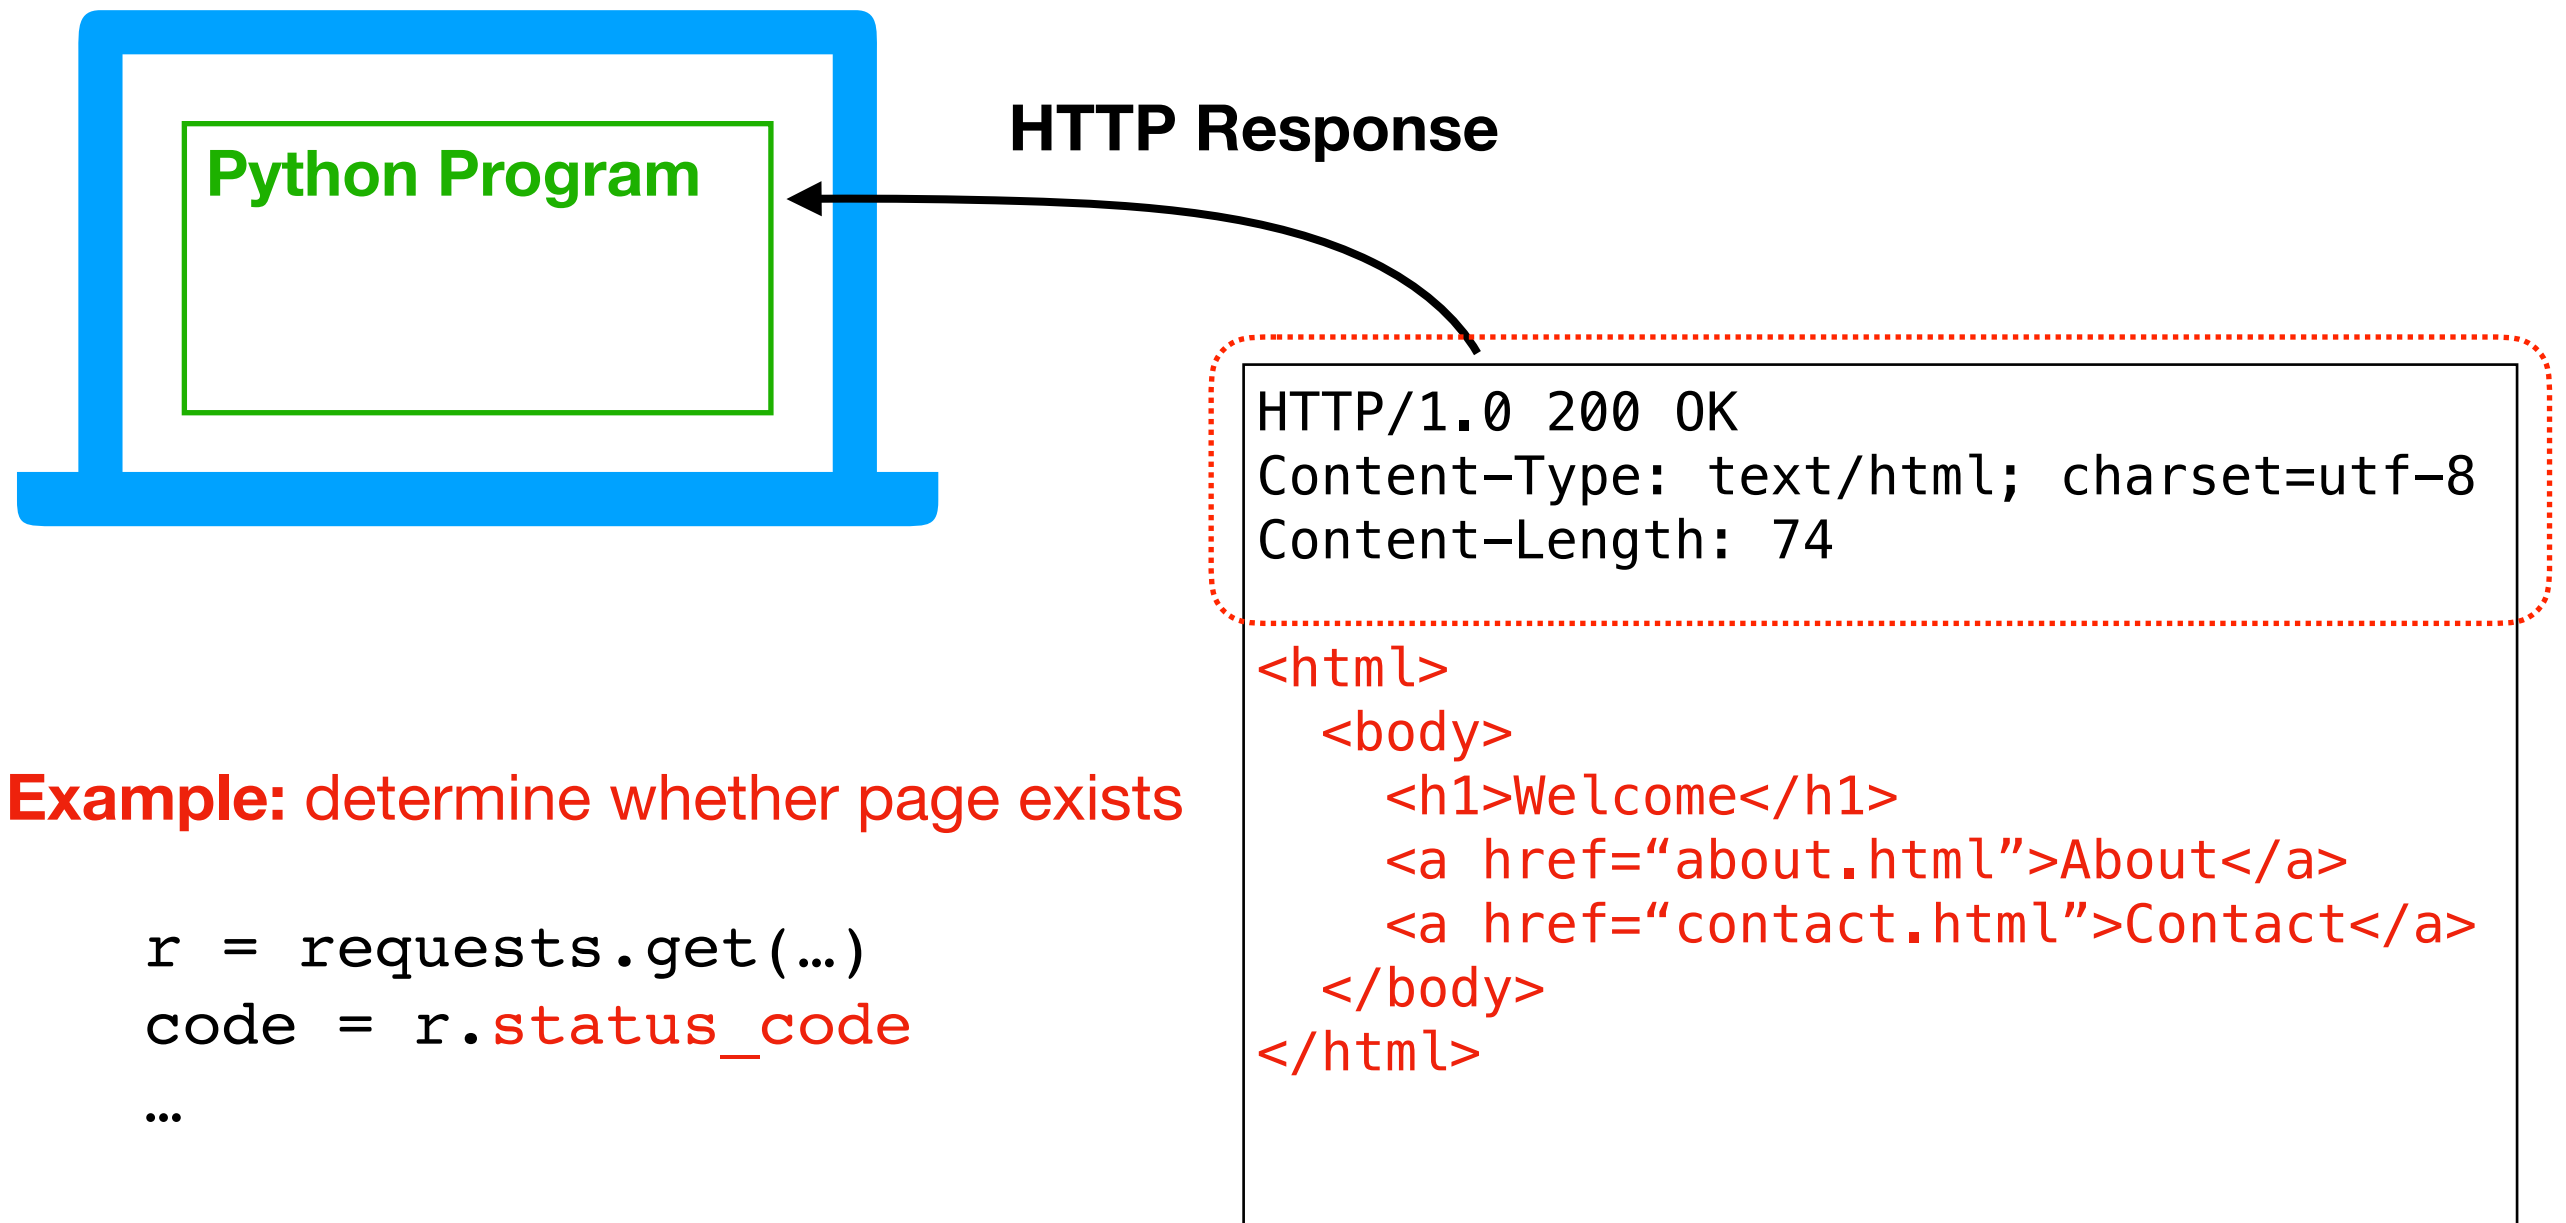 Python Program
HTTP Response
HTTP/1.0 200 OK
Content-Type: text/html; charset=utf-8
Content-Length: 74
<html>
  <body>
    <h1>Welcome</h1>
    <a href=“about.html”>About</a>
    <a href=“contact.html”>Contact</a>
  </body>
</html>
Example: determine whether page exists
r = requests.get(…)
code = r.status_code
…